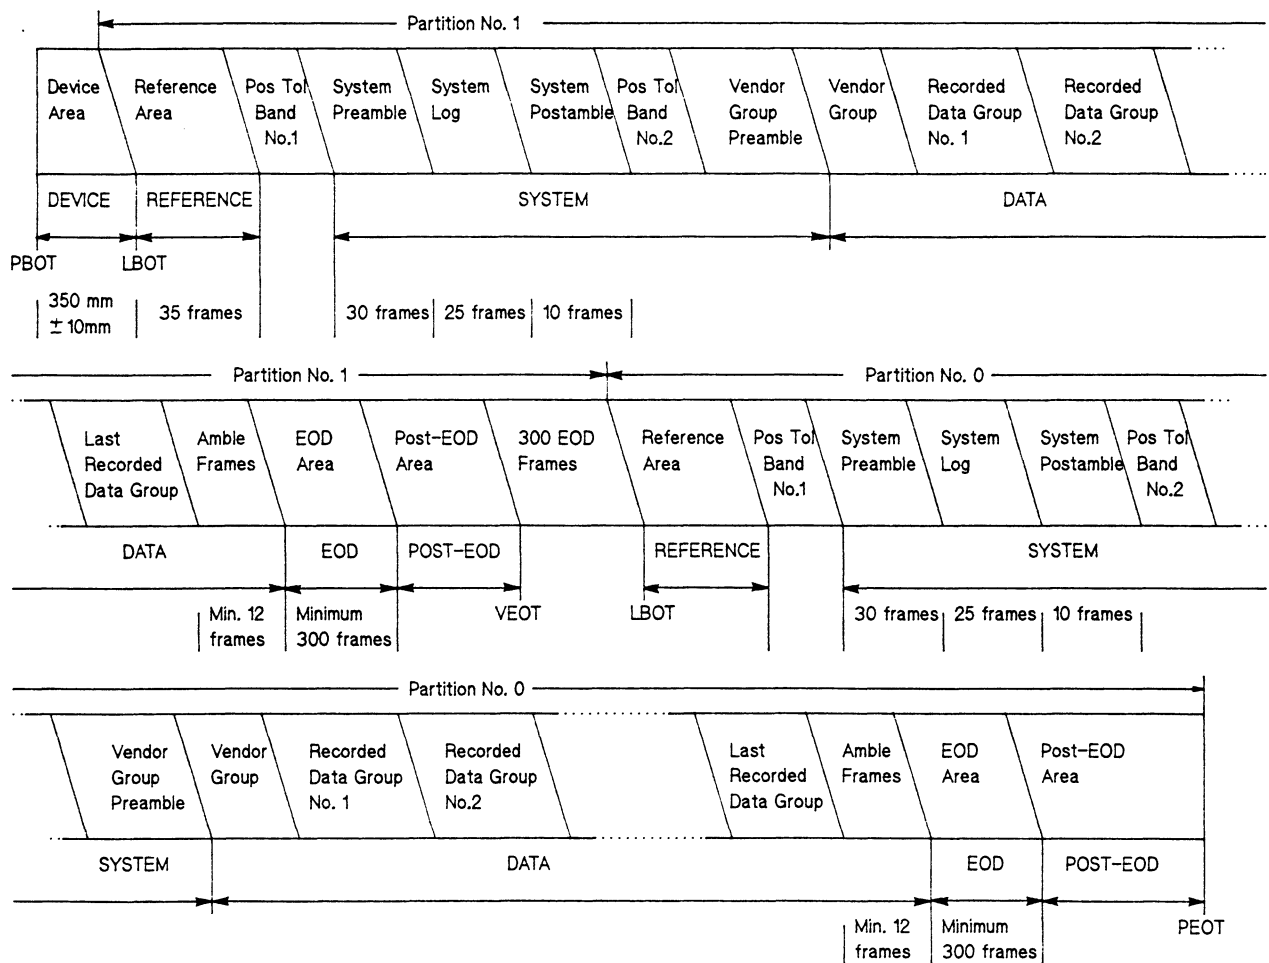 Partition No. 1
Device Area
Reference Area
Pos Tol Band No.1
System Preamble
System Log
System Postamble
Pos Tol Band No.2
Vendor Group Preamble
Vendor Group
Recorded Data Group No. 1
Recorded Data Group No.2
DEVICE
REFERENCE
SYSTEM
DATA
PBOT
LBOT
350 mm ±10mm
35 frames
30 frames
25 frames
10 frames
Partition No. 1
Partition No. 0
Last Recorded Data Group
Amble Frames
EOD Area
Post-EOD Area
300 EOD Frames
Reference Area
Pos Tol Band No.1
System Preamble
System Log
System Postamble
Pos Tol Band No.2
DATA
EOD
POST-EOD
REFERENCE
SYSTEM
VEOT
LBOT
Min. 12 frames
Minimum 300 frames
30 frames
25 frames
10 frames
Partition No. 0
Vendor Group Preamble
Vendor Group
Recorded Data Group No. 1
Recorded Data Group No.2
Last Recorded Data Group
Amble Frames
EOD Area
Post-EOD Area
SYSTEM
DATA
EOD
POST-EOD
Min. 12 frames
Minimum 300 frames
PEOT